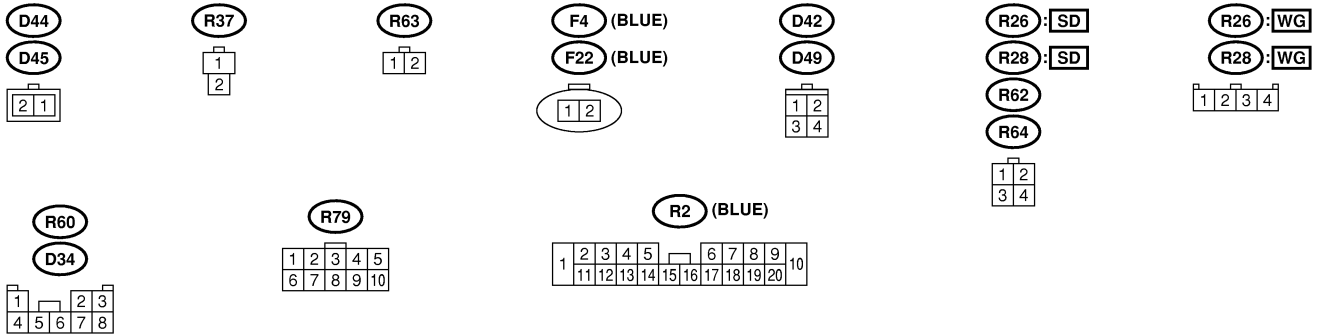 D44
D45
2 1
R37
1
2
R63
1 2
F4 (BLUE)
F22 (BLUE)
1 2
D42
D49
1 2
3 4
R26 : SD
R28 : SD
R62
R64
1 2
3 4
R26 : WG
R28 : WG
1 2 3 4
R60
D34
1 2 3
4 5 6 7 8
R79
1 2 3 4 5
6 7 8 9 10
R2 (BLUE)
1 2 3 4 5 6 7 8 9 10
11 12 13 14 15 16 17 18 19 20